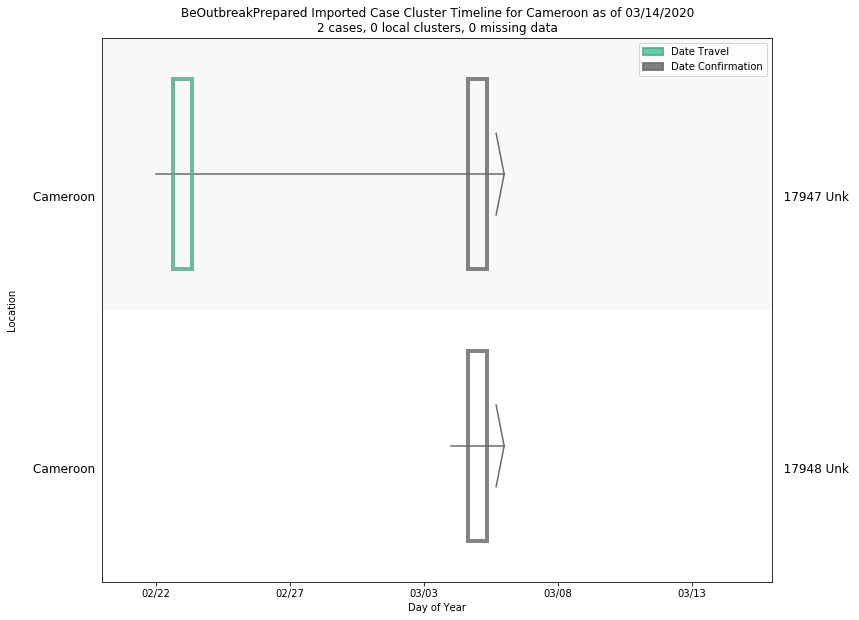 BeOutbreakPrepared Imported Case Cluster Timeline for Cameroon as of 03/14/2020
2 cases, 0 local clusters, 0 missing data
Date Travel
Date Confirmation
Cameroon
17947 Unk
Location
Cameroon
17948 Unk
02/22
02/27
03/03
03/08
03/13
Day of Year